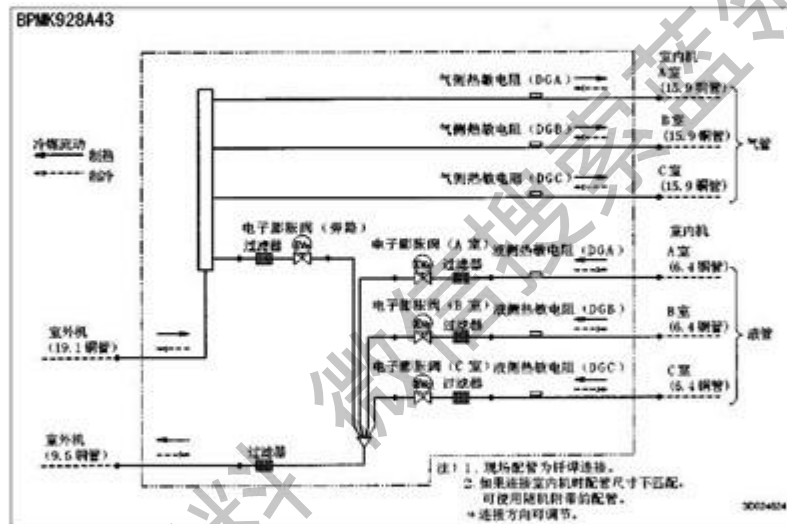 BPMK928A43
室内机
A室
(15.9铜管)
气侧热敏电阻(DGA)
B室
(15.9铜管)
气侧热敏电阻(DGB)
气管
C室
(15.9铜管)
气侧热敏电阻(DGC)
冷媒流动
制热
制冷
电子膨胀阀(旁路)
过滤器
室内机
电子膨胀阀(A室)
液侧热敏电阻(DGA)
过滤器
A室
(6.4铜管)
电子膨胀阀(B室)
液侧热敏电阻(DGB)
过滤器
B室
(6.4铜管)
液管
电子膨胀阀(C室)
液侧热敏电阻(DGC)
过滤器
C室
(6.4铜管)
室外机
(19.1铜管)
室外机
(9.5铜管)
过滤器
注)1. 现场配管为钎焊连接。
2. 如果连接室内机时配管尺寸不匹配,
可使用随机附带的配管。
*连接方向可调节。
微信搜索蓝领
料